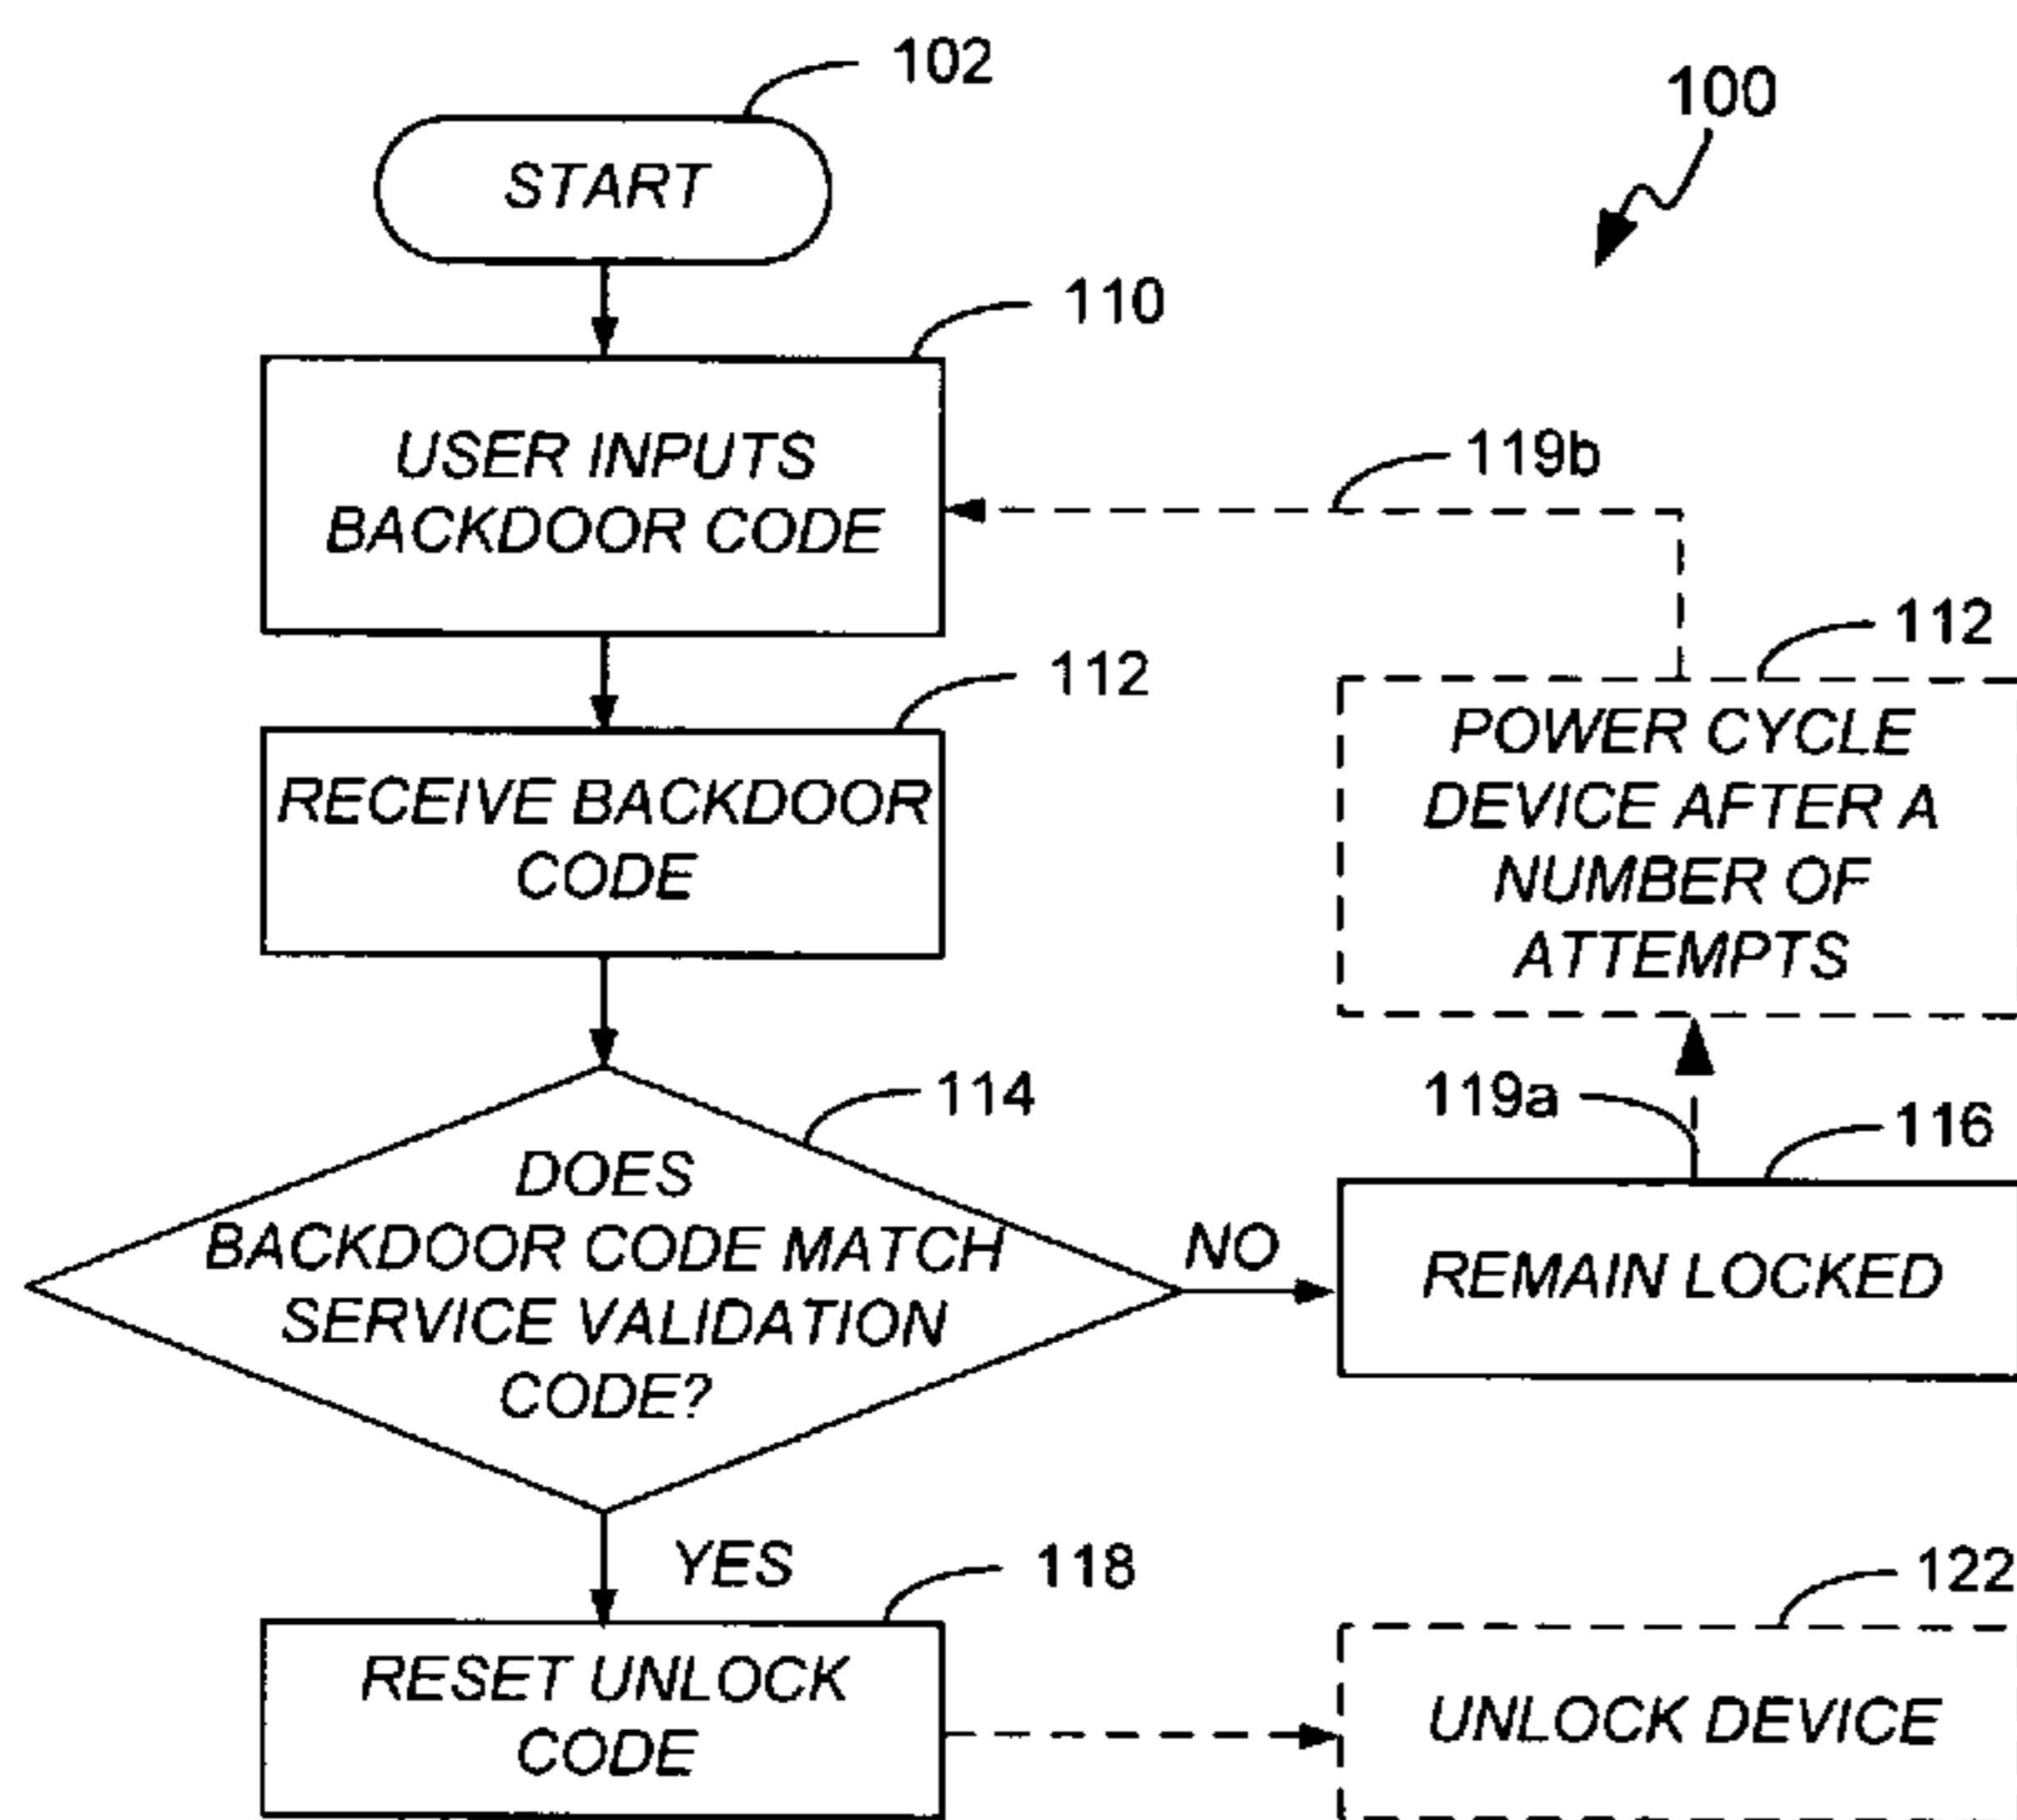 102
100
START
110
USER INPUTS
BACKDOOR CODE
119b
112
RECEIVE BACKDOOR
CODE
112
POWER CYCLE
DEVICE AFTER A
NUMBER OF
ATTEMPTS
114
DOES
BACKDOOR CODE MATCH
SERVICE VALIDATION
CODE?
NO
119a
116
REMAIN LOCKED
YES
118
RESET UNLOCK
CODE
122
UNLOCK DEVICE